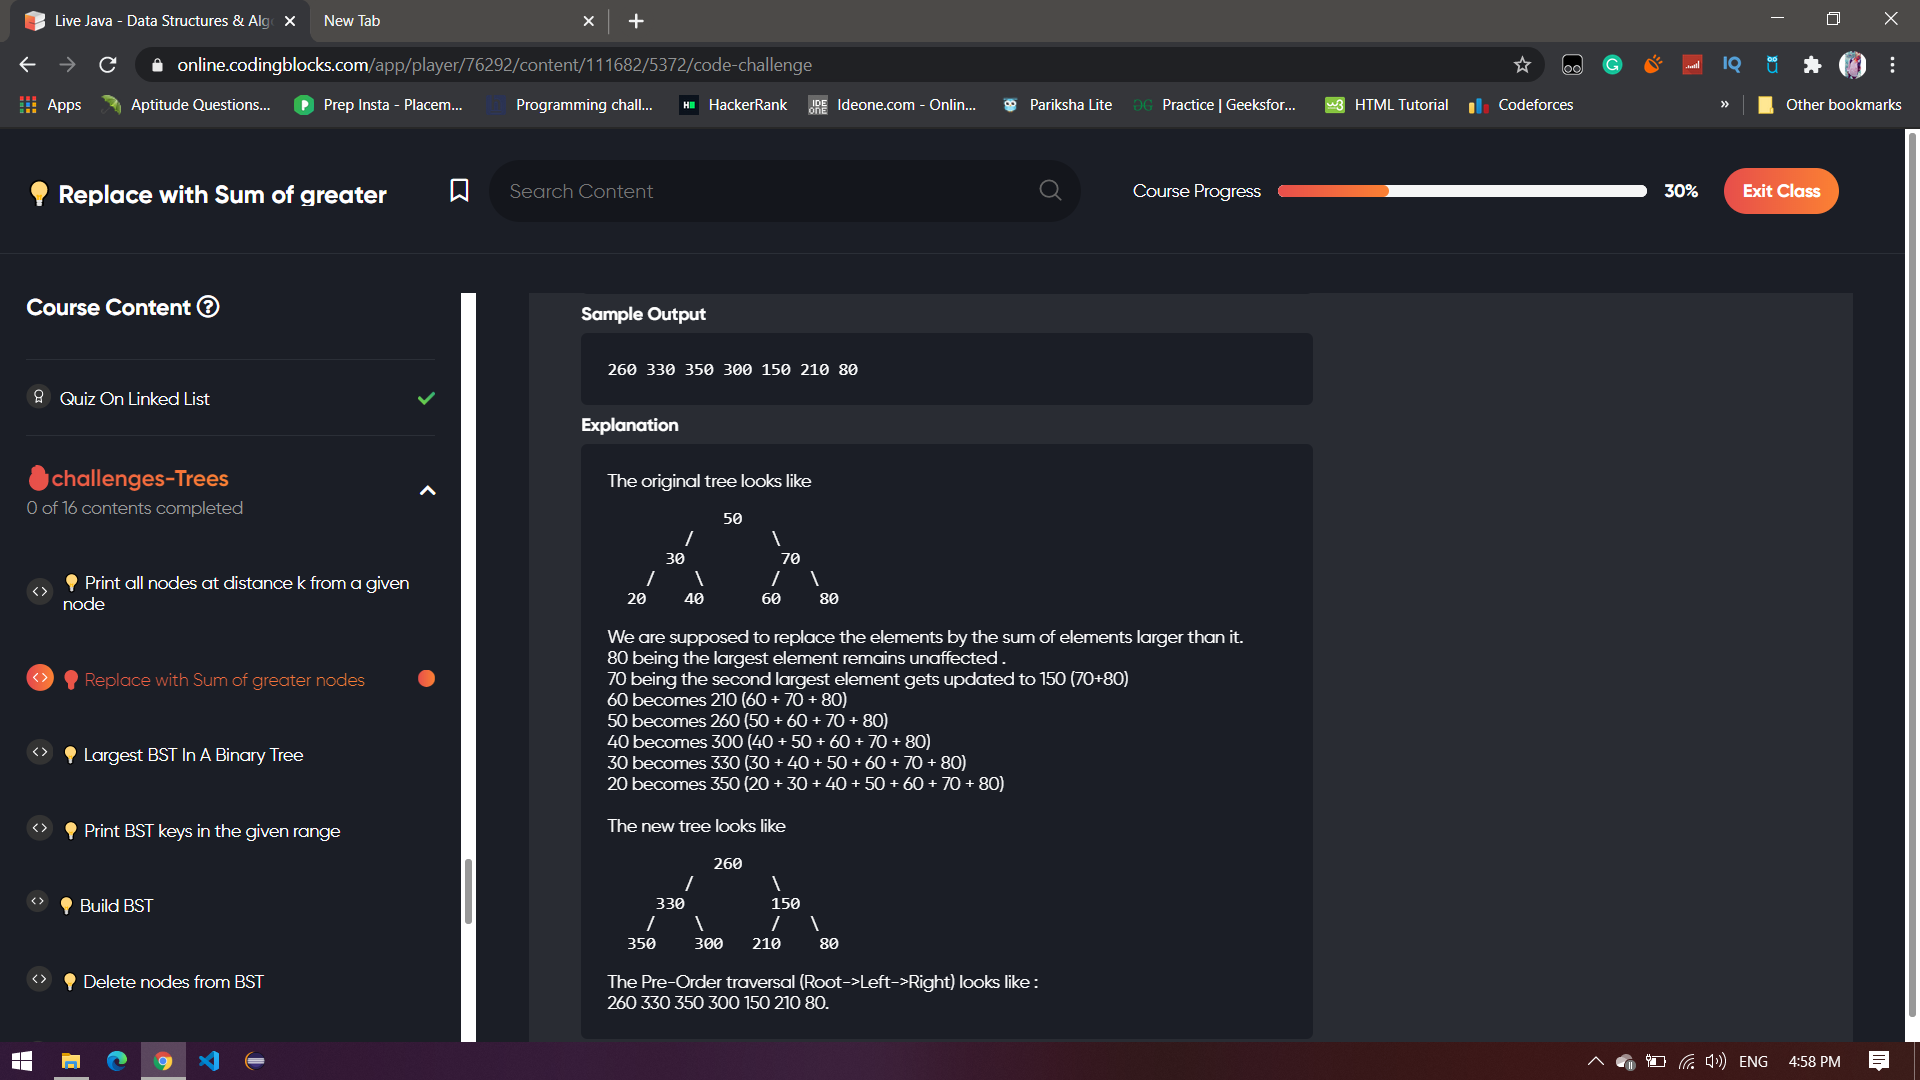 Live Java - Data Structures & Alg
New Tab
online.codingblocks.com/app/player/76292/content/111682/5372/code-challenge
Apps
Aptitude Questions...
Prep Insta - Placem...
Programming chall...
HackerRank
Ideone.com - Onlin...
Pariksha Lite
Practice | Geeksfor...
HTML Tutorial
Codeforces
»
Other bookmarks
Replace with Sum of greater
Search Content
Course Progress
30%
Exit Class
Course Content
Quiz On Linked List
challenges-Trees
0 of 16 contents completed
Print all nodes at distance k from a given
node
Replace with Sum of greater nodes
Largest BST In A Binary Tree
Print BST keys in the given range
Build BST
Delete nodes from BST
Sample Output
260 330 350 300 150 210 80
Explanation
The original tree looks like
50
/ \
30 70
/ \ / \
20 40 60 80
We are supposed to replace the elements by the sum of elements larger than it.
80 being the largest element remains unaffected .
70 being the second largest element gets updated to 150 (70+80)
60 becomes 210 (60 + 70 + 80)
50 becomes 260 (50 + 60 + 70 + 80)
40 becomes 300 (40 + 50 + 60 + 70 + 80)
30 becomes 330 (30 + 40 + 50 + 60 + 70 + 80)
20 becomes 350 (20 + 30 + 40 + 50 + 60 + 70 + 80)
The new tree looks like
260
/ \
330 150
/ \ / \
350 300 210 80
The Pre-Order traversal (Root->Left->Right) looks like :
260 330 350 300 150 210 80.
ENG
4:58 PM